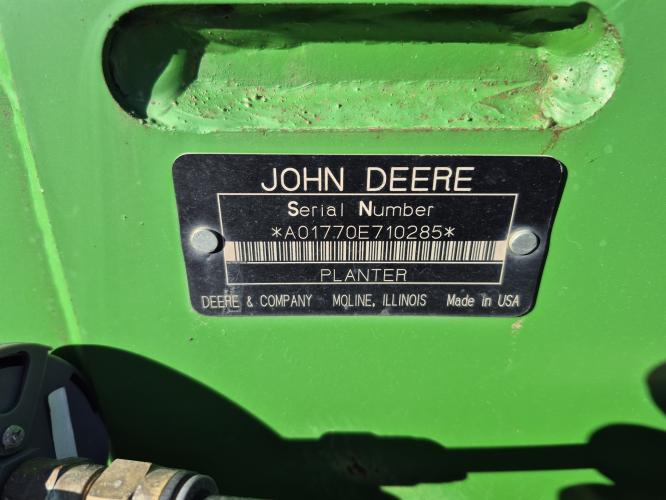 JOHN DEERE
Serial Number
*A01770E710285*
PLANTER
DEERE & COMPANY MOLINE, ILLINOIS Made in USA